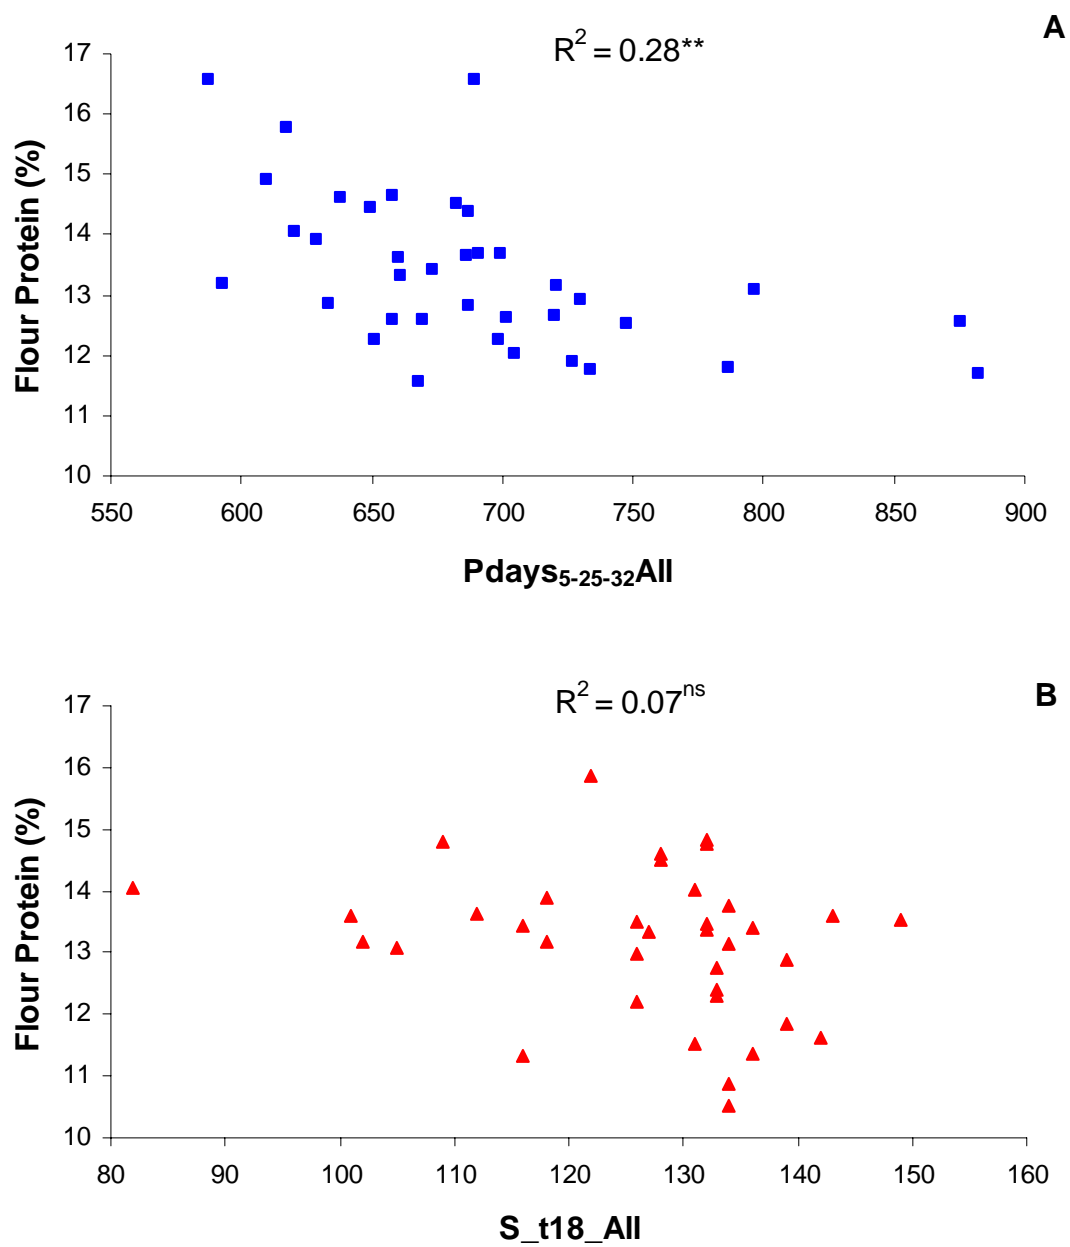 A
R² = 0.28**
17
16
15
14
13
12
11
10
Flour Protein (%)
550 600 650 700 750 800 850 900
Pdays₅₋₂₅₋₃₂All
B
R² = 0.07ⁿˢ
17
16
15
14
13
12
11
10
Flour Protein (%)
80 90 100 110 120 130 140 150 160
S_t18_All